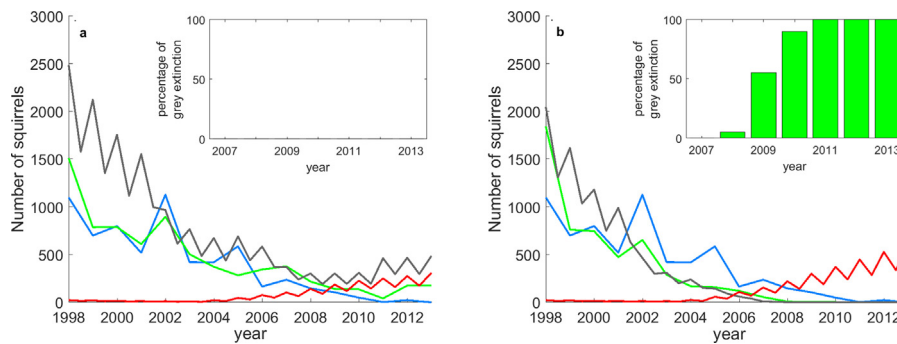 a
3000
2500
2000
1500
1000
500
0
Number of squirrels
1998 2000 2002 2004 2006 2008 2010 2012
year
100
50
0
percentage of
grey extinction
2007 2009 2011 2013
year
b
3000
2500
2000
1500
1000
500
0
Number of squirrels
1998 2000 2002 2004 2006 2008 2010 2012
year
100
50
0
percentage of
grey extinction
2007 2009 2011 2013
year